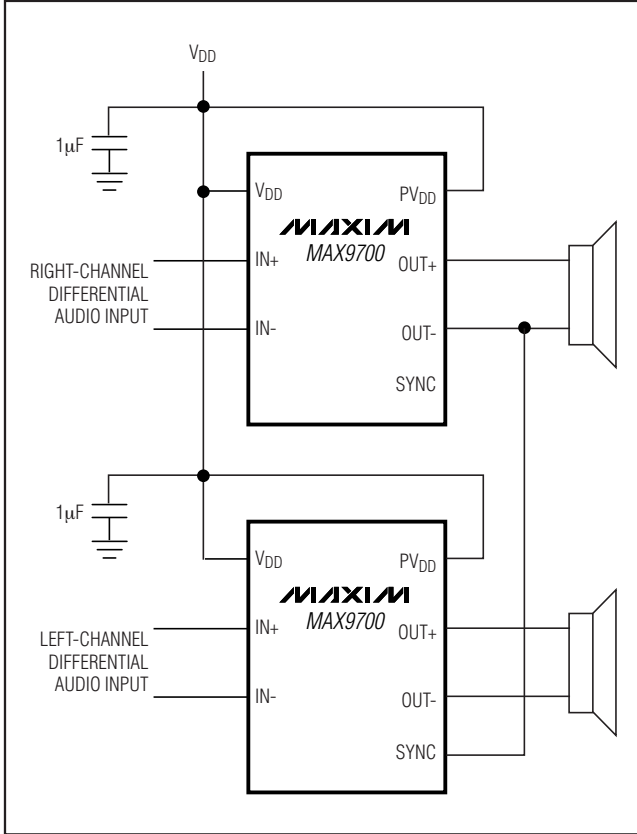 VDD
1µF
VDD
PVDD
MAXIM
MAX9700
RIGHT-CHANNEL
DIFFERENTIAL
AUDIO INPUT
IN+
OUT+
IN-
OUT-
SYNC
1µF
VDD
PVDD
MAXIM
MAX9700
LEFT-CHANNEL
DIFFERENTIAL
AUDIO INPUT
IN+
OUT+
IN-
OUT-
SYNC